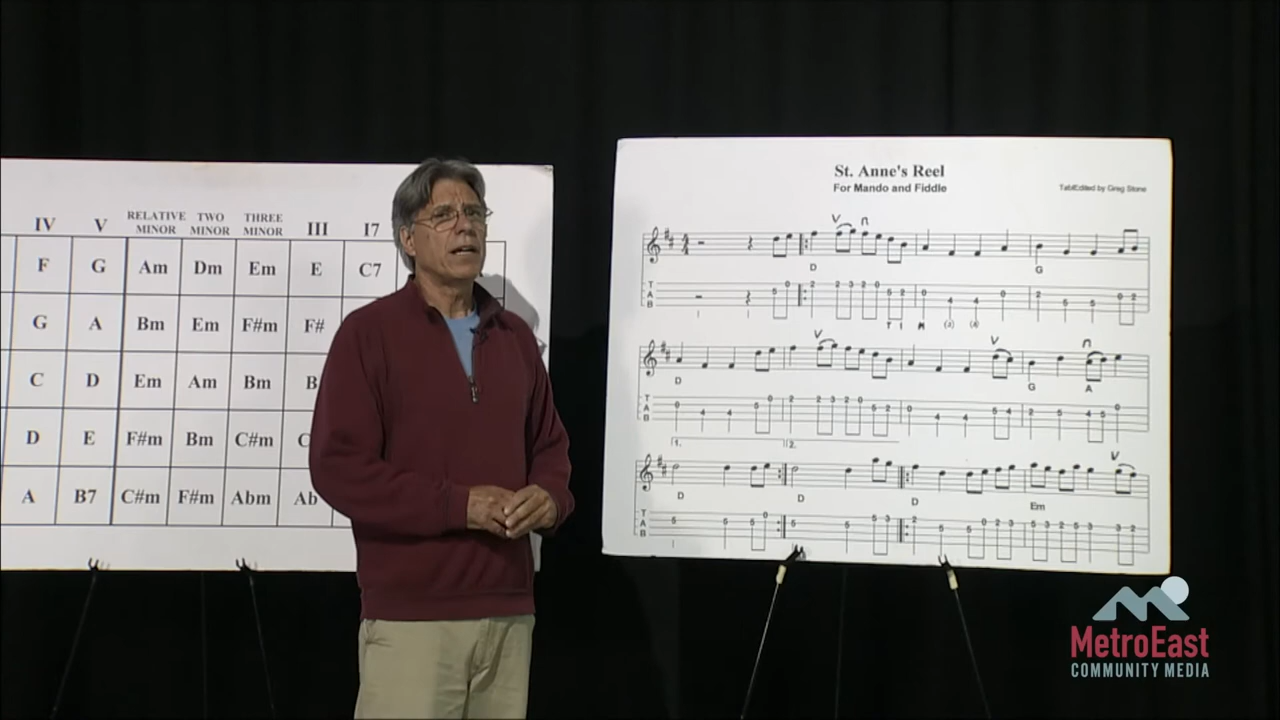 IV V RELATIVE MINOR TWO MINOR THREE MINOR III I7
F G Am Dm Em E C7
G A Bm Em F#m F#
C D Em Am Bm B
D E F#m Bm C#m C
A B7 C#m F#m Abm Ab
St. Anne's Reel
For Mando and Fiddle
TablEdited by Greg Stone
V n
D G
T A B
T I M
V V n
D G A
T A B
1. 2.
V
D D D Em
T A B
MetroEast
COMMUNITY MEDIA